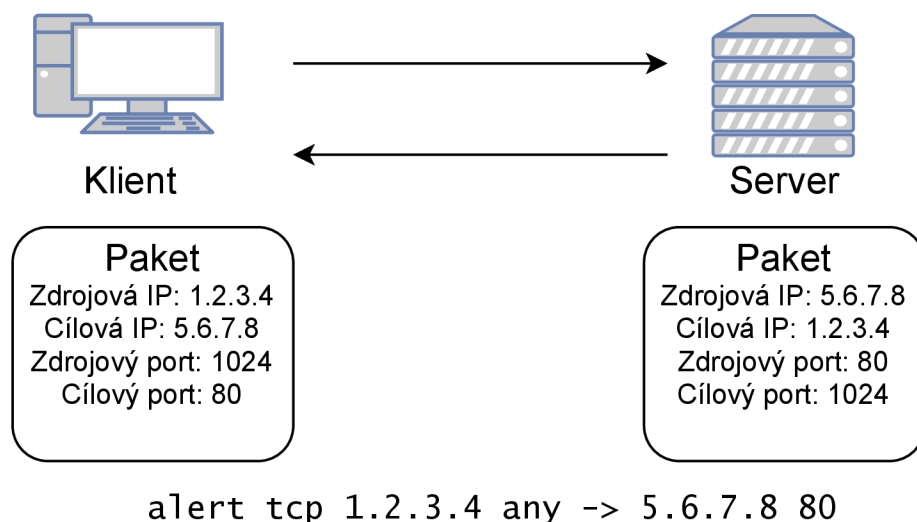 Klient
Server
Paket
Zdrojová IP: 1.2.3.4
Cílová IP: 5.6.7.8
Zdrojový port: 1024
Cílový port: 80
Paket
Zdrojová IP: 5.6.7.8
Cílová IP: 1.2.3.4
Zdrojový port: 80
Cílový port: 1024
alert tcp 1.2.3.4 any -> 5.6.7.8 80